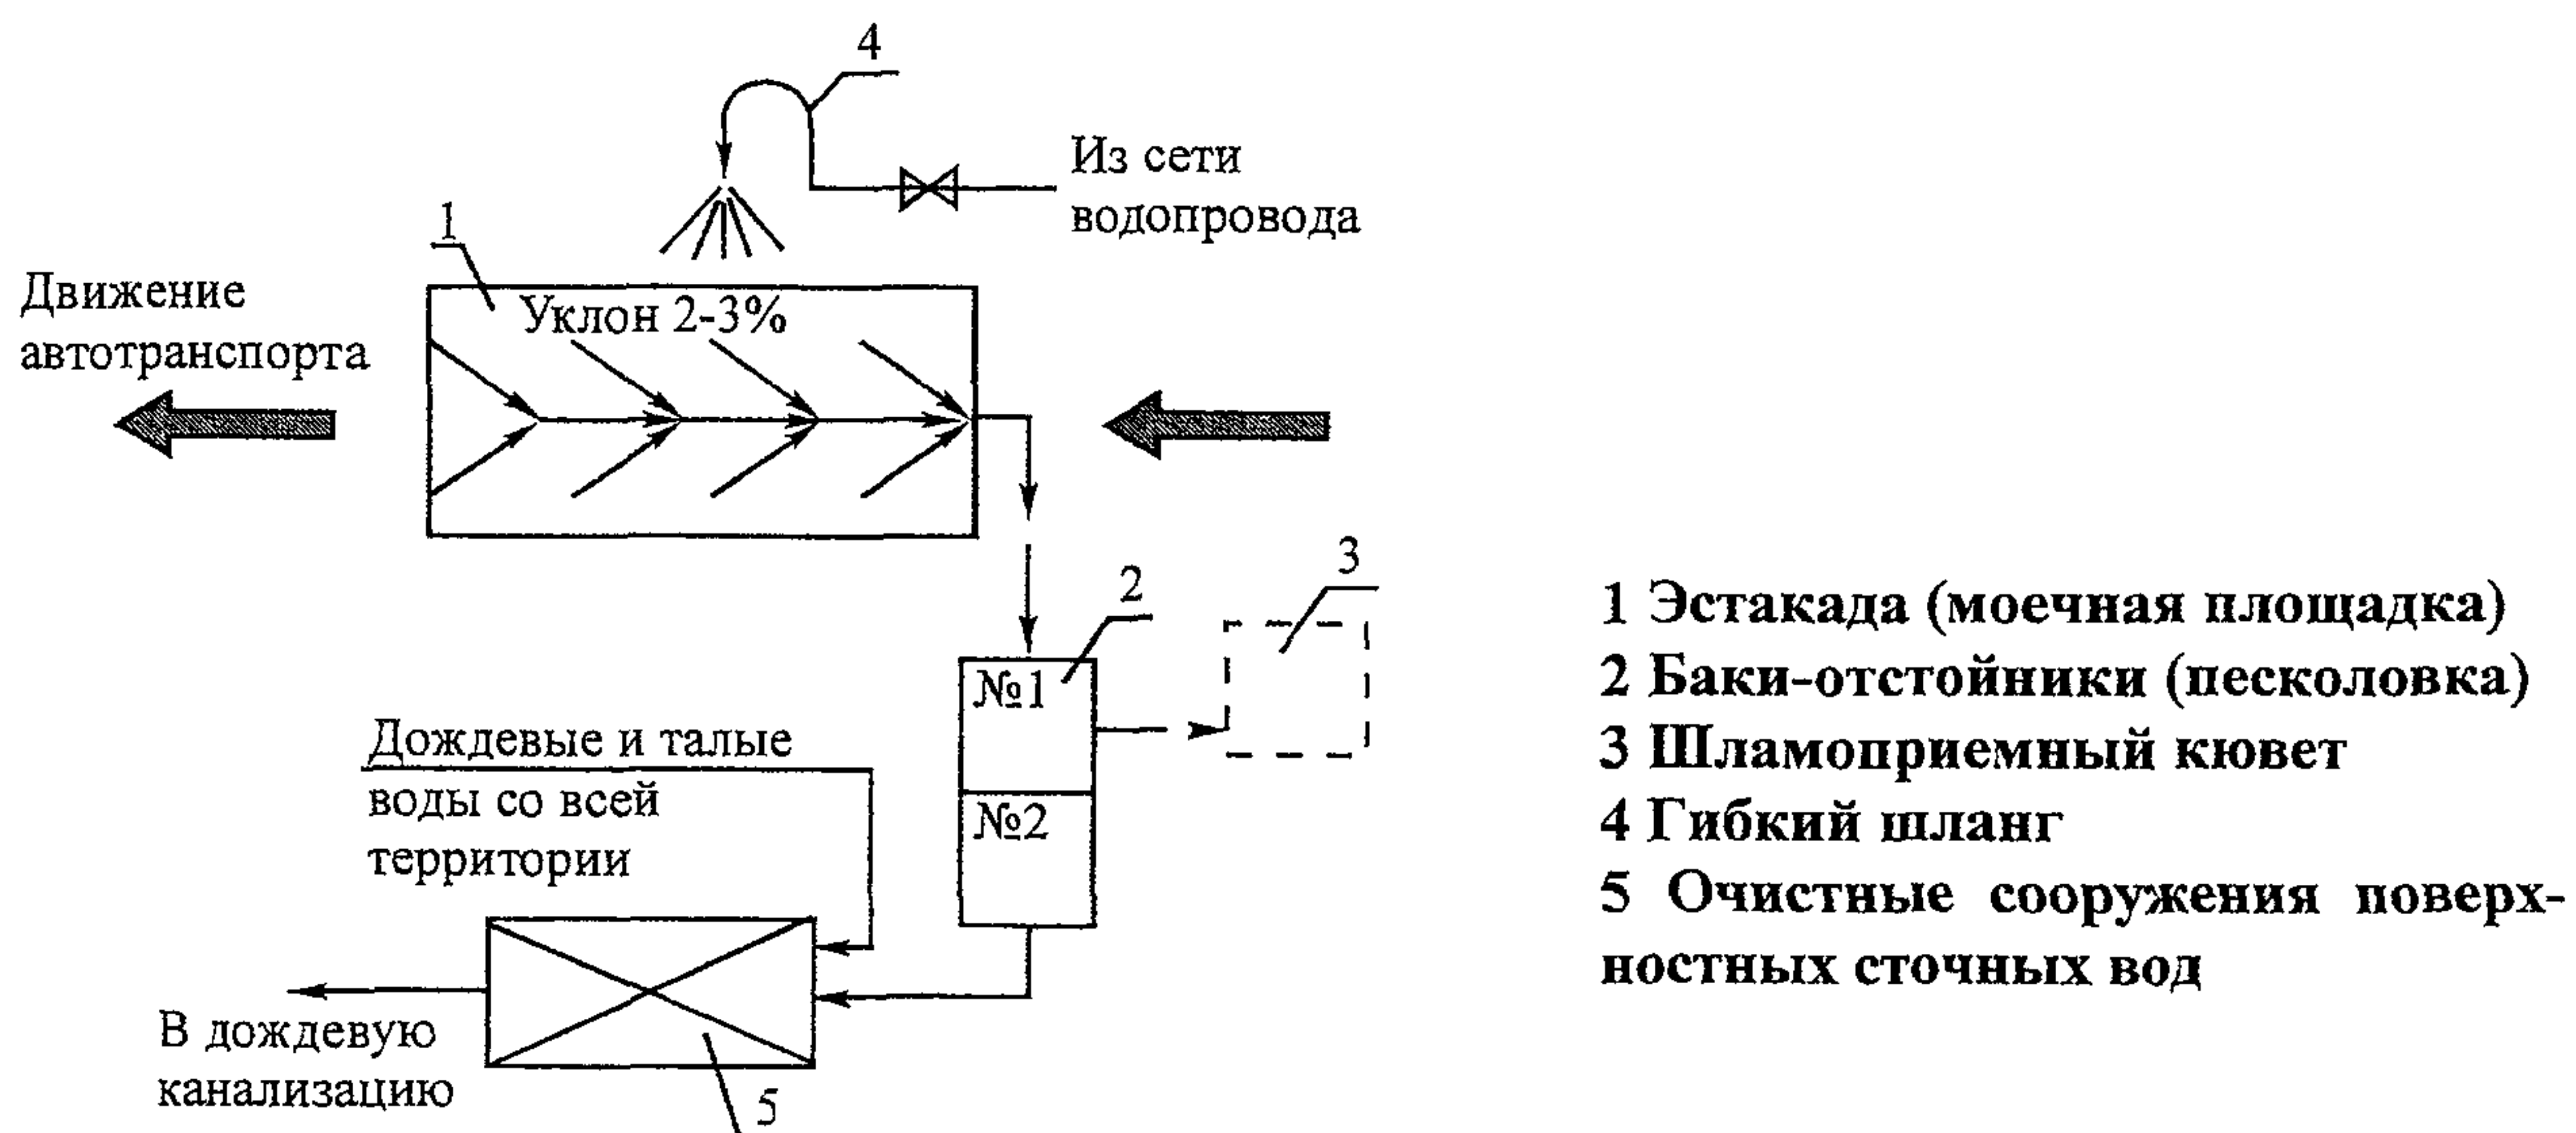 4
Из сети
водопровода
1
Движение
автотранспорта
Уклон 2-3%
3
2
№1
№2
Дождевые и талые
воды со всей
территории
В дождевую
канализацию
5
1 Эстакада (моечная площадка)
2 Баки-отстойники (песколовка)
3 Шламоприемный кювет
4 Гибкий шланг
5 Очистные сооружения поверх-
ностных сточных вод